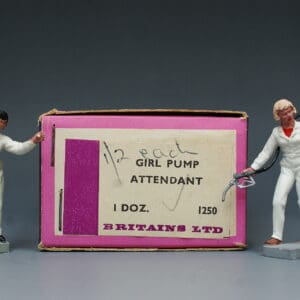 1/2 each
GIRL PUMP
ATTENDANT
1 DOZ. 1250
BRITAINS LTD